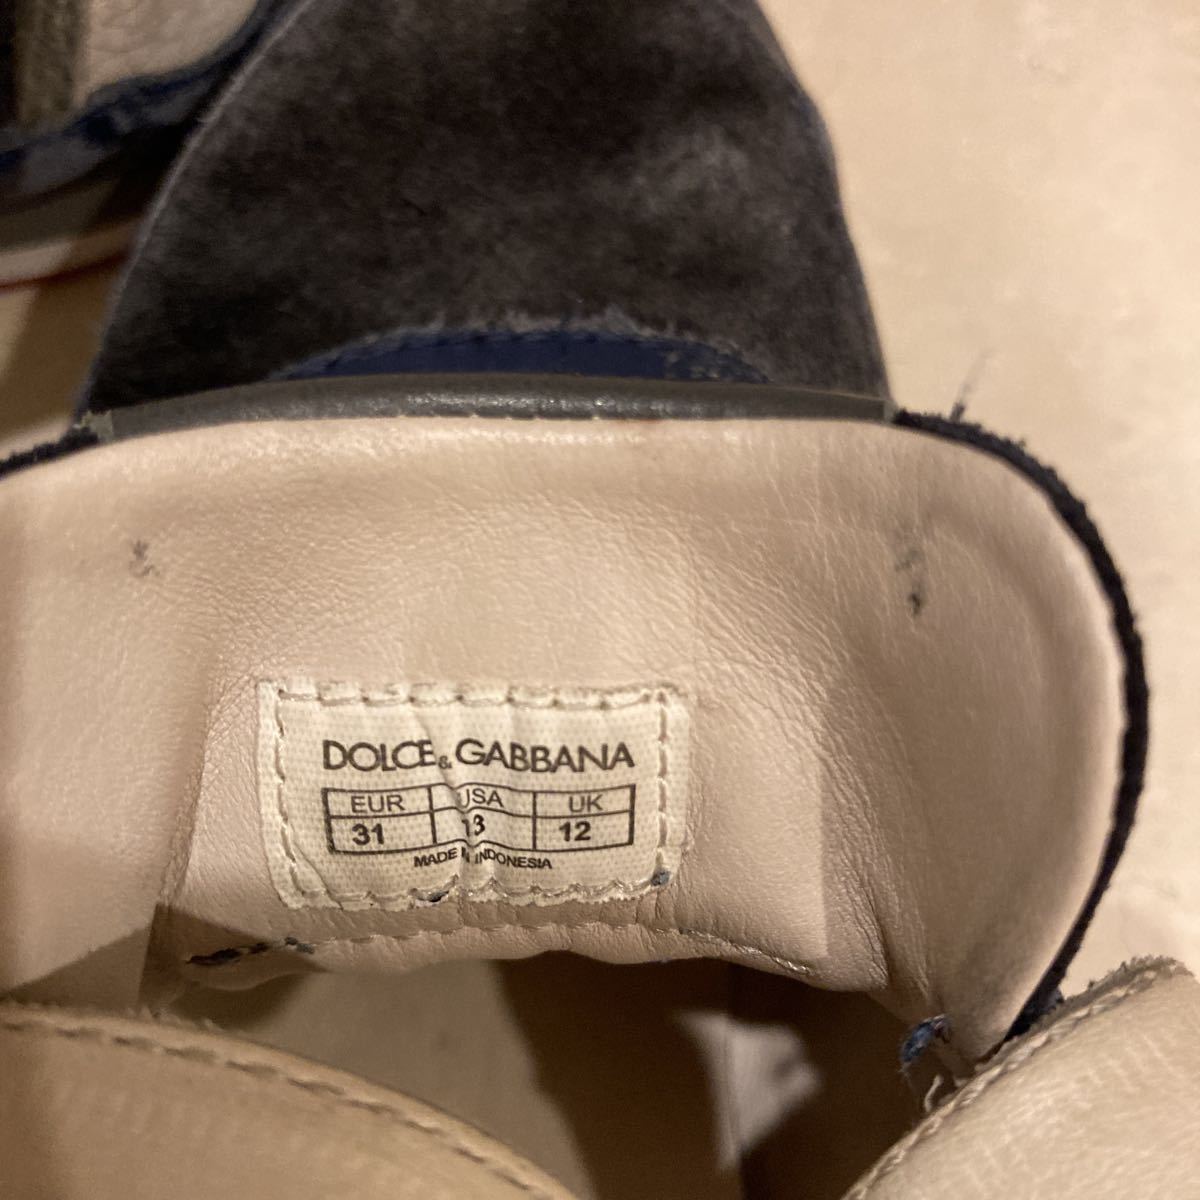 DOLCE & GABBANA
EUR USA UK
31 13 12
MADE IN INDONESIA